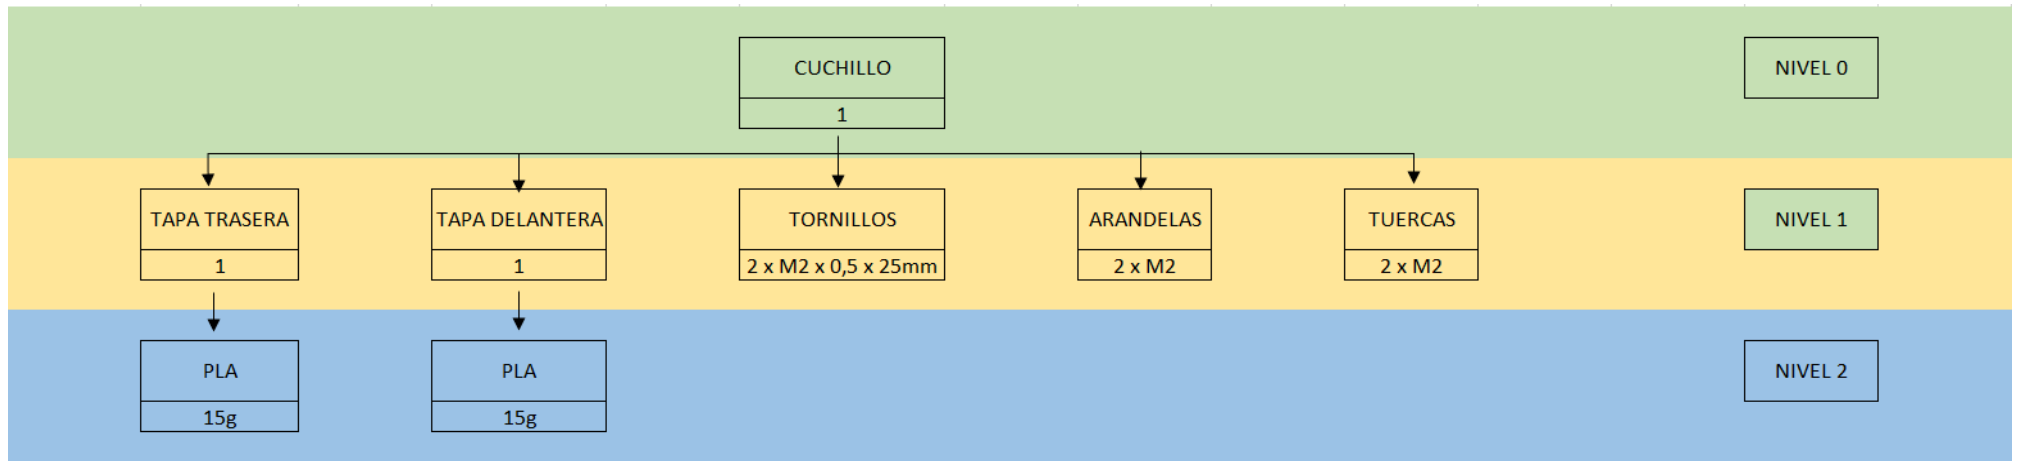 CUCHILLO
1
NIVEL 0
TAPA TRASERA
1
TAPA DELANTERA
1
TORNILLOS
2 x M2 x 0,5 x 25mm
ARANDELAS
2 x M2
TUERCAS
2 x M2
NIVEL 1
PLA
15g
PLA
15g
NIVEL 2